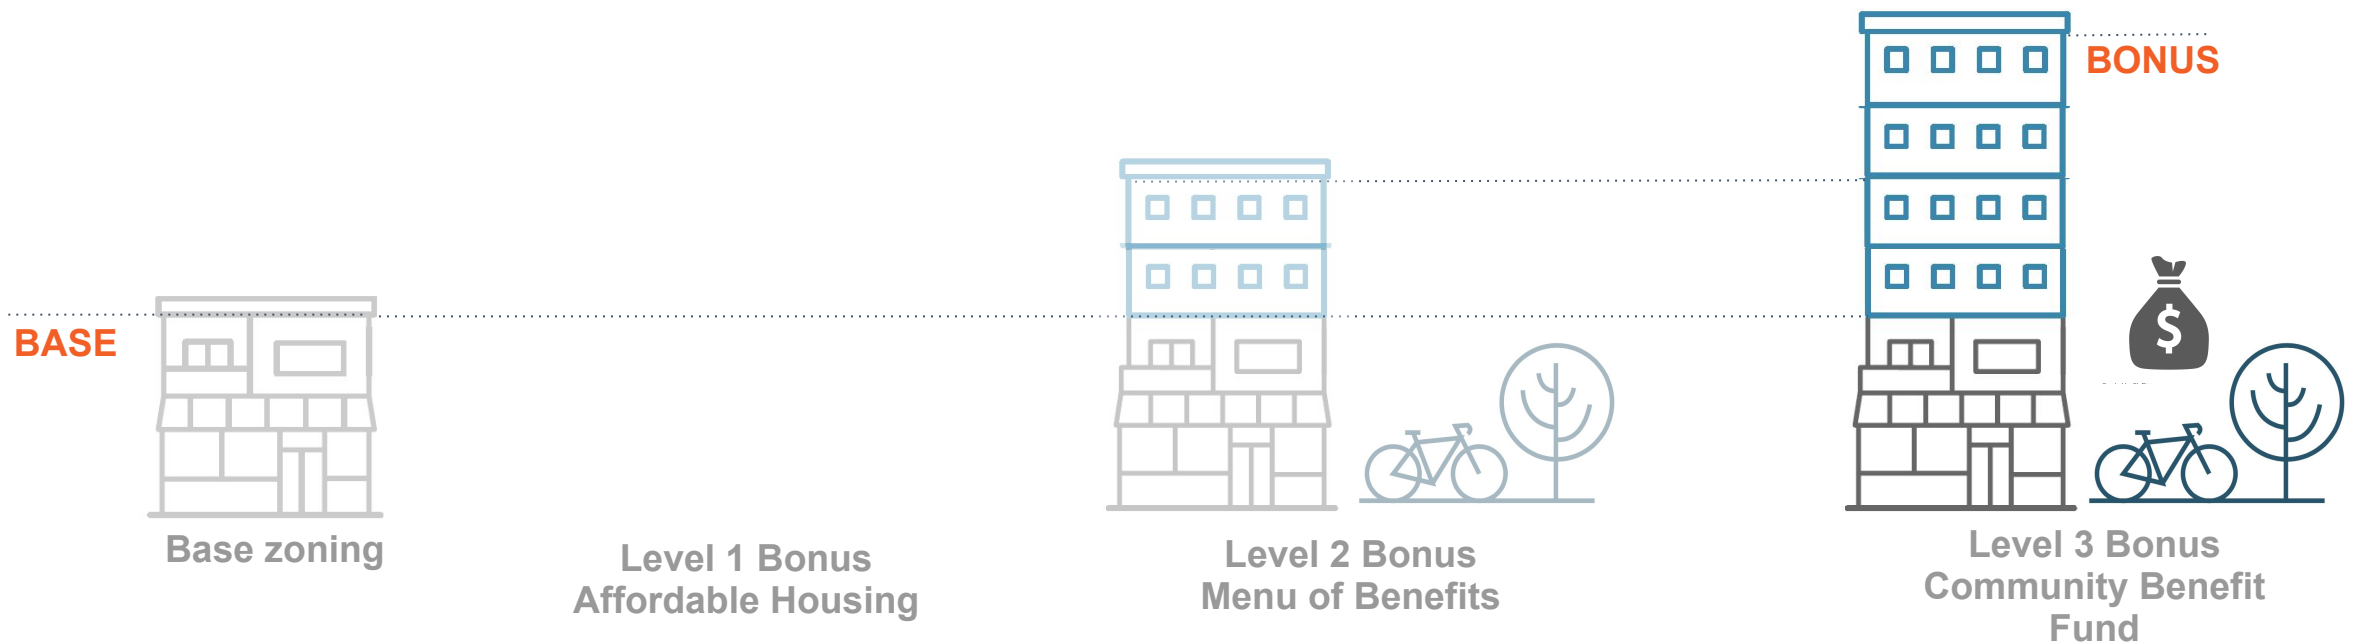 BONUS
BASE
$
Base zoning
Level 1 Bonus
Affordable Housing
Level 2 Bonus
Menu of Benefits
Level 3 Bonus
Community Benefit
Fund